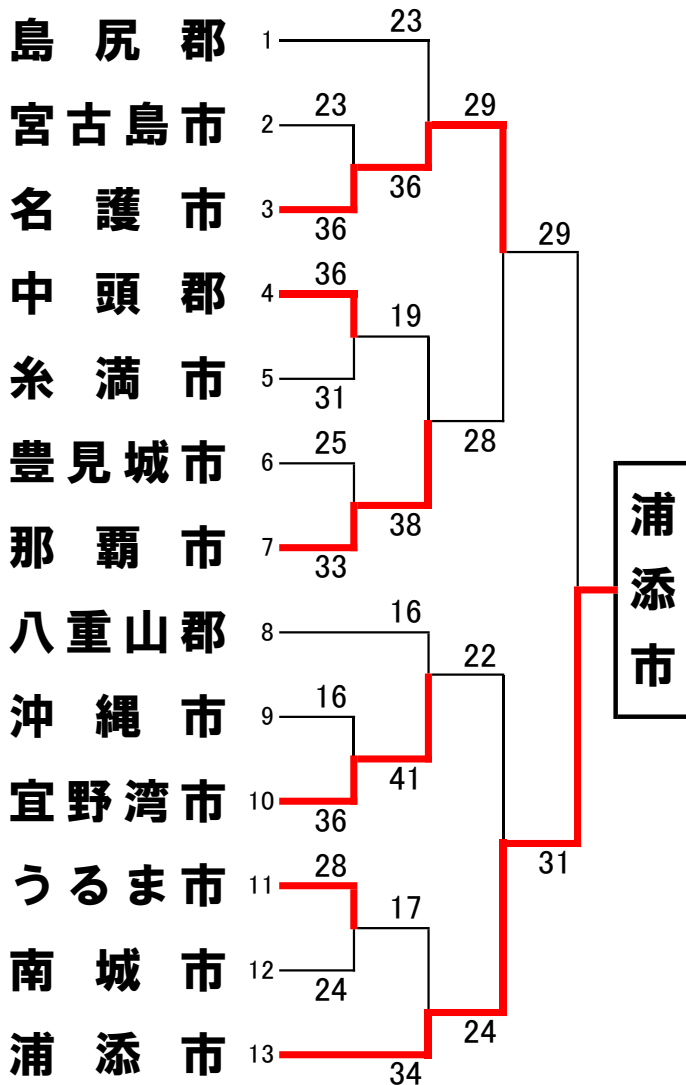 島尻郡 1 23
宮古島市 2 23 29
名護市 3 36 36
29
中頭郡 4 36
19
糸満市 5 31
28
豊見城市 6 25
那覇市 7 33 38
浦添市
八重山郡 8 16
22
沖縄市 9 16
宜野湾市 10 36 41
31
うるま市 11 28
17
南城市 12 24
24
浦添市 13 34